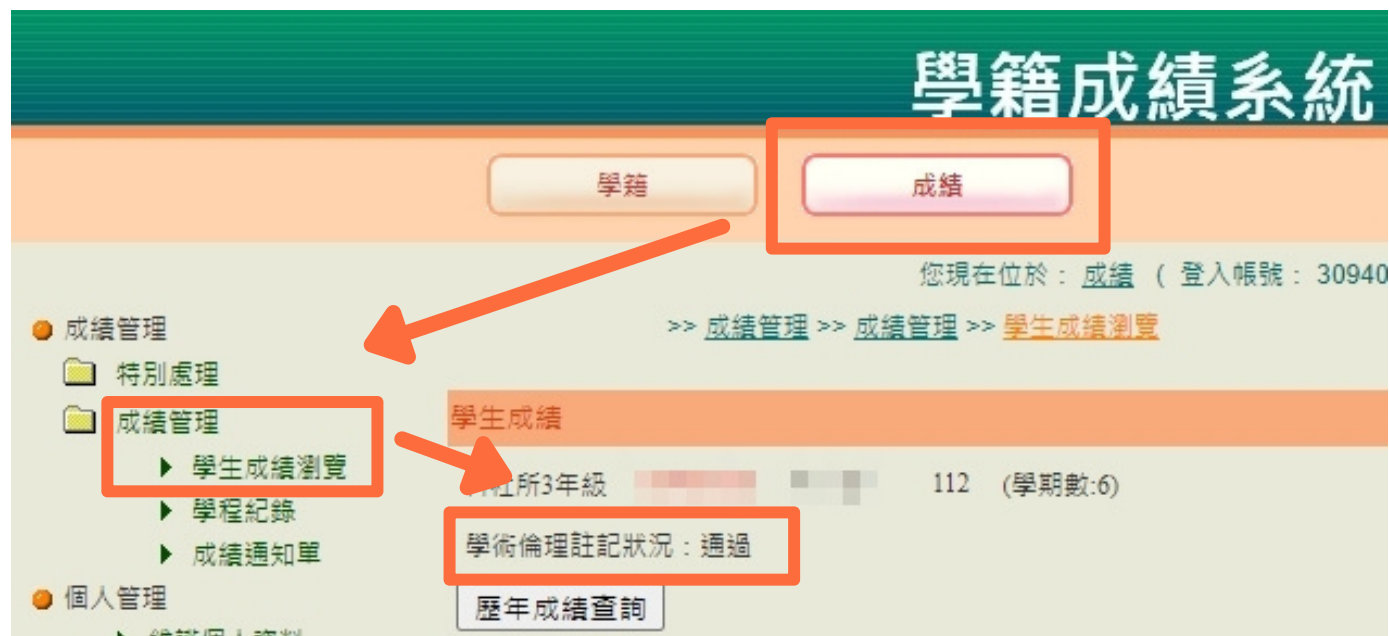 學籍成績系統
學籍
成績
您現在位於： 成績 ( 登入帳號： 30940
>> 成績管理 >> 成績管理 >> 學生成績瀏覽
成績管理
特別處理
成績管理
學生成績瀏覽
學程紀錄
成績通知單
個人管理
學生成績
社所3年級 112 (學期數:6)
學術倫理註記狀況：通過
歷年成績查詢